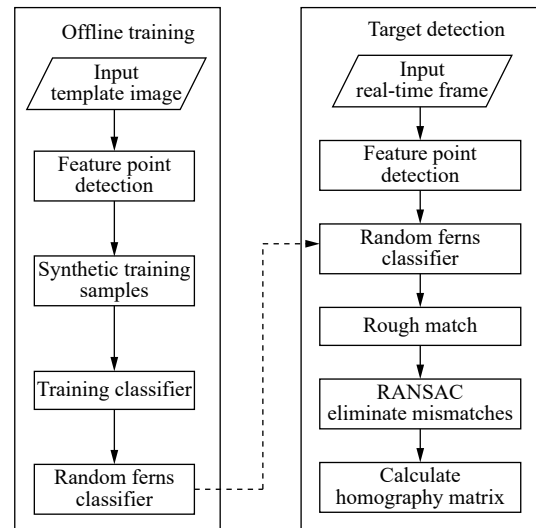 Offline training
Input
template image
Feature point
detection
Synthetic training
samples
Training classifier
Random ferns
classifier
Target detection
Input
real-time frame
Feature point
detection
Random ferns
classifier
Rough match
RANSAC
eliminate mismatches
Calculate
homography matrix